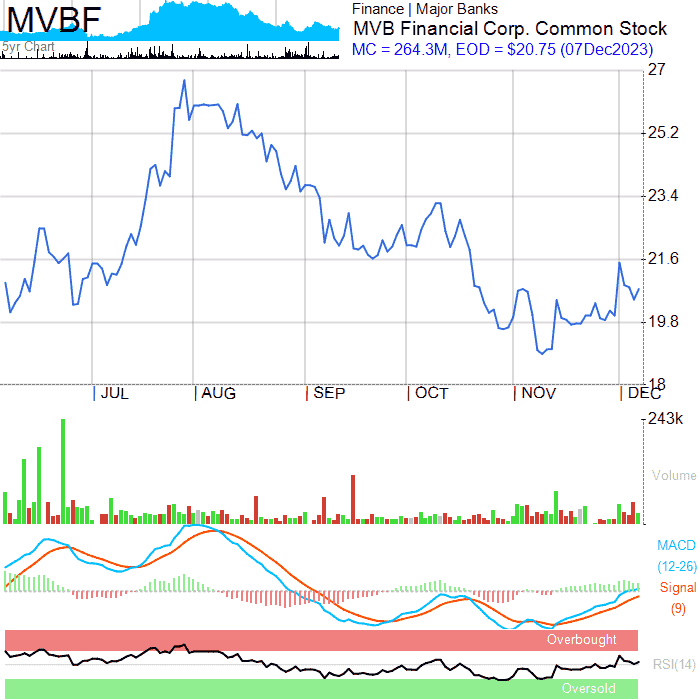 MVBF
5yr Chart
Finance | Major Banks
MVB Financial Corp. Common Stock
MC = 264.3M, EOD = $20.75 (07Dec2023)
27
25.2
23.4
21.6
19.8
18
JUL AUG SEP OCT NOV DEC
243k
Volume
MACD
(12-26)
Signal
(9)
Overbought
RSI(14)
Oversold